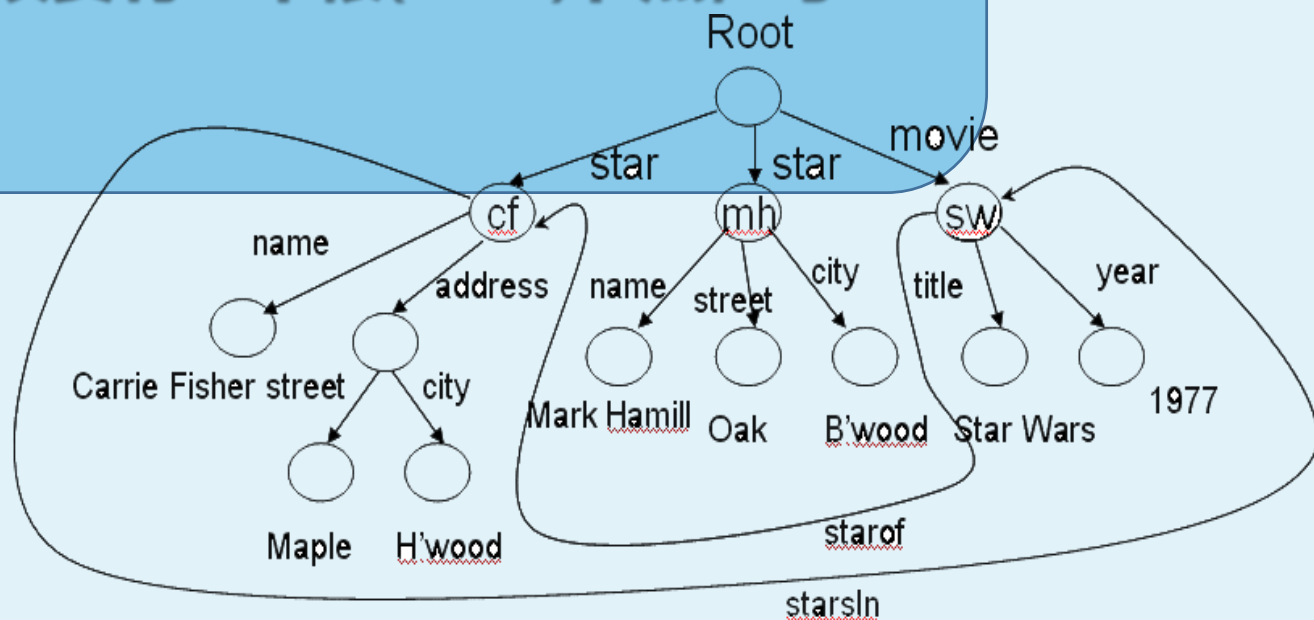 Root
movie
star
star
cf
mh
sw
name
address
name
street
city
title
year
Carrie Fisher
street
city
Mark Hamill
Oak
B'wood
Star Wars
1977
Maple
H'wood
starof
starsIn